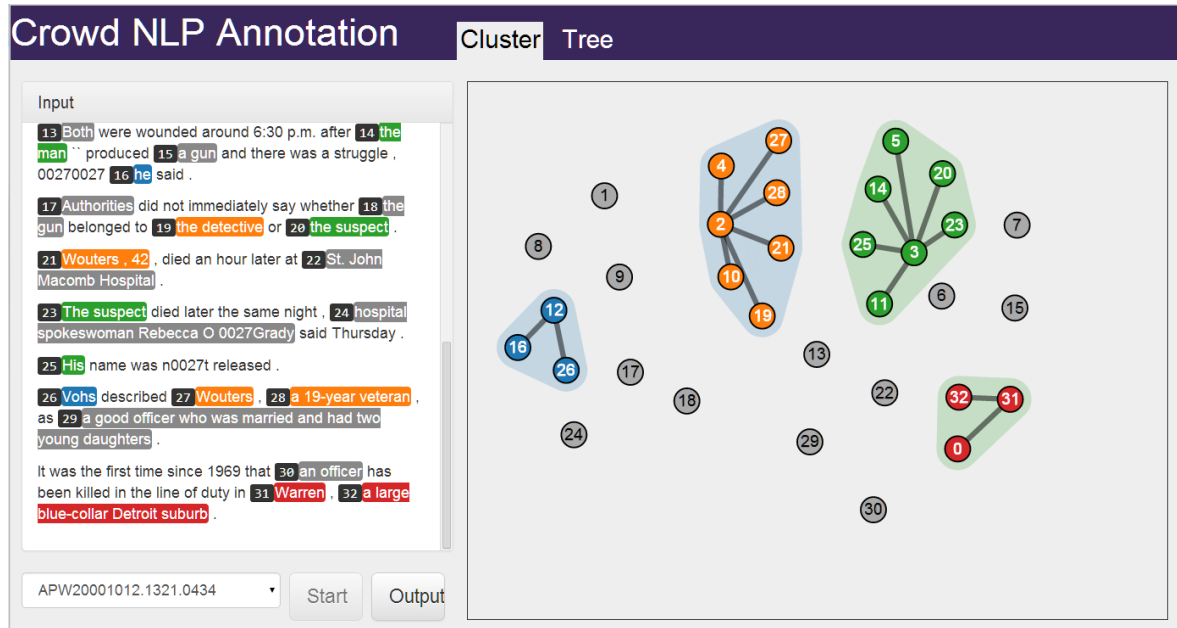 Crowd NLP Annotation
Cluster Tree
Input
13 Both were wounded around 6:30 p.m. after 14 the
man `` produced 15 a gun and there was a struggle ,
00270027 16 he said .
17 Authorities did not immediately say whether 18 the
gun belonged to 19 the detective or 20 the suspect .
21 Wouters , 42 , died an hour later at 22 St. John
Macomb Hospital .
23 The suspect died later the same night , 24 hospital
spokeswoman Rebecca O 0027Grady said Thursday .
25 His name was n0027t released .
26 Vohs described 27 Wouters , 28 a 19-year veteran ,
as 29 a good officer who was married and had two
young daughters .
It was the first time since 1969 that 30 an officer has
been killed in the line of duty in 31 Warren , 32 a large
blue-collar Detroit suburb .
APW20001012.1321.0434
Start
Output
27
5
4
20
14
28
1
2
23
7
8
25
21
3
9
10
6
12
11
15
19
16
13
26
17
22
18
32
31
24
29
0
30